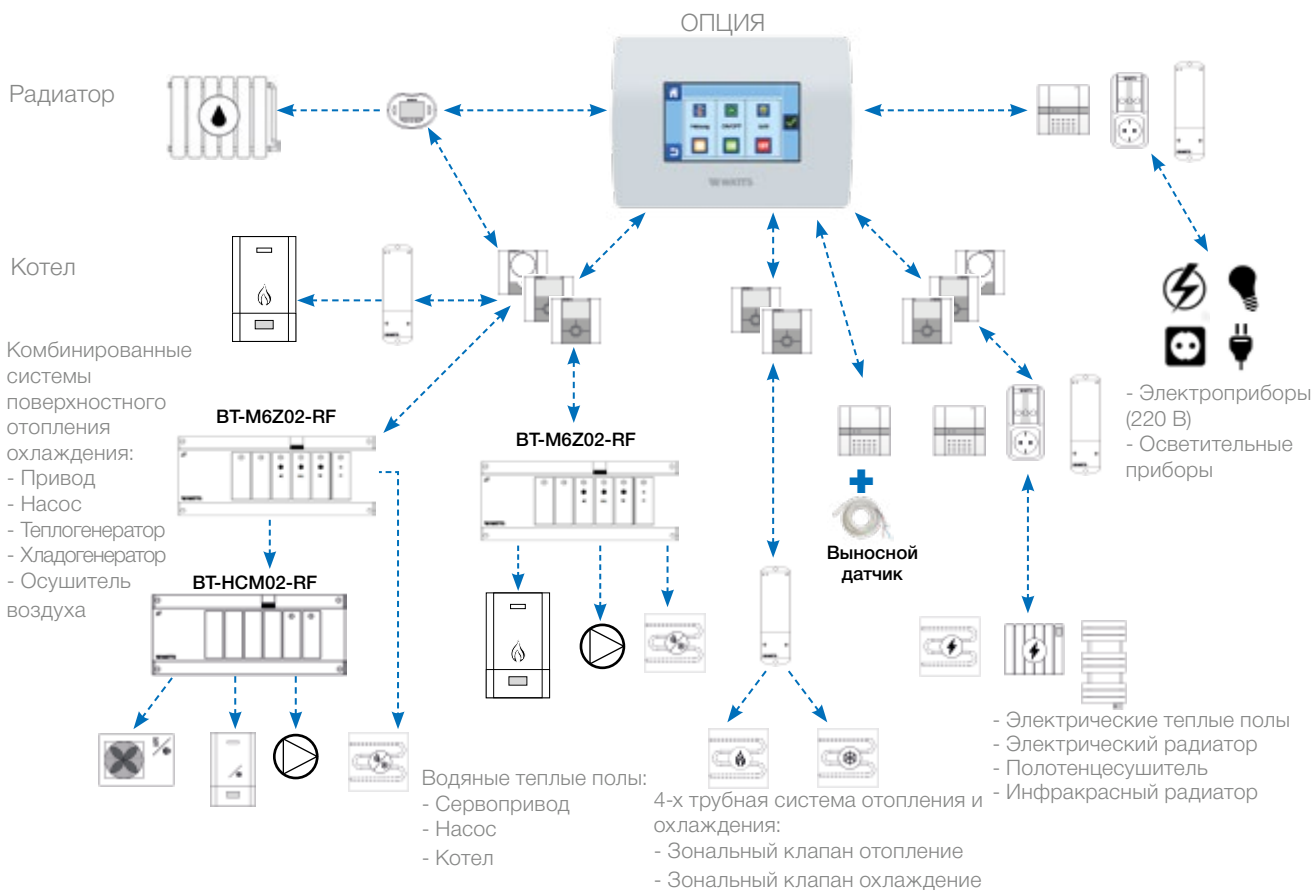 ОПЦИЯ
Радиатор
WATTS
Котел
Комбинированные
системы
поверхностного
отопления
охлаждения:
- Привод
- Насос
- Теплогенератор
- Хладогенератор
- Осушитель
воздуха
BT-M6Z02-RF
BT-M6Z02-RF
BT-HCM02-RF
Выносной
датчик
- Электроприборы
(220 В)
- Осветительные
приборы
Водяные теплые полы:
- Сервопривод
- Насос
- Котел
4-х трубная система отопления и
охлаждения:
- Зональный клапан отопление
- Зональный клапан охлаждение
- Электрические теплые полы
- Электрический радиатор
- Полотенцесушитель
- Инфракрасный радиатор